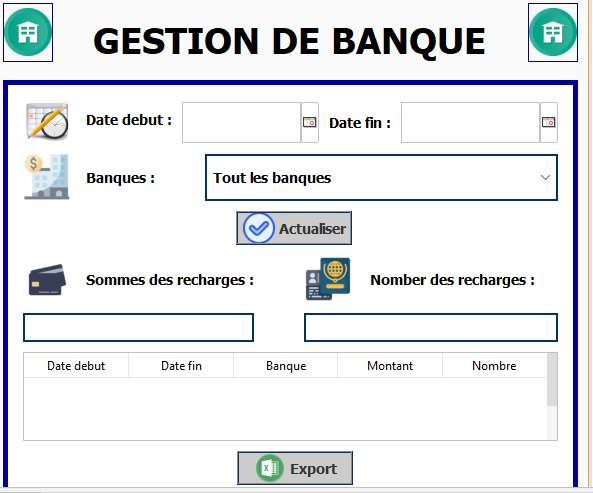 GESTION DE BANQUE
Date debut : Date fin :
Banques : Tout les banques
Actualiser
Sommes des recharges : Nomber des recharges :
Date debut Date fin Banque Montant Nombre
Export